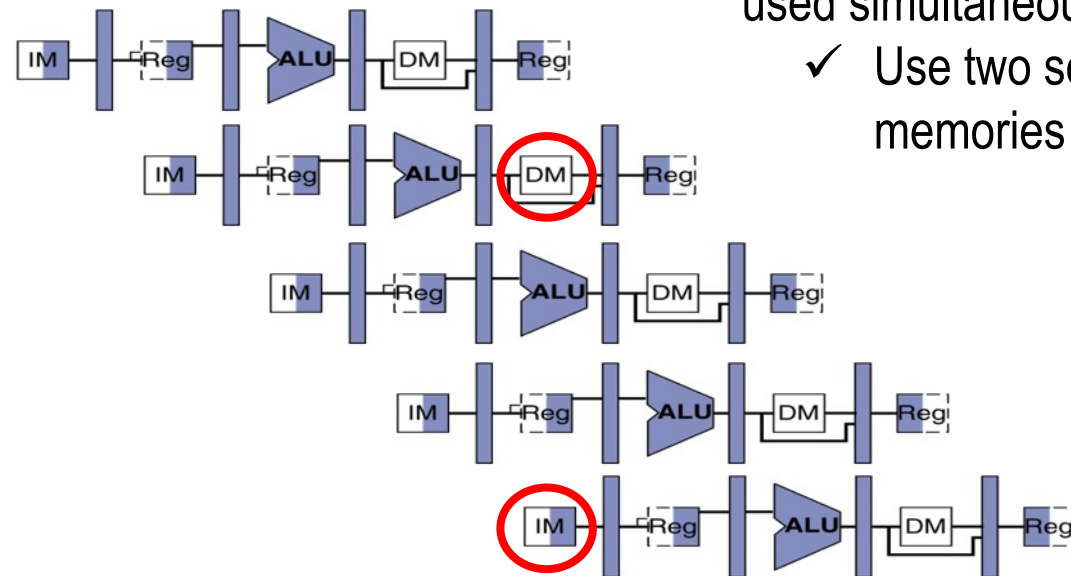 used simultaneou
✓ Use two se
memories
IM Reg ALU DM Reg
IM Reg ALU DM Reg
IM Reg ALU DM Reg
IM Reg ALU DM Reg
IM Reg ALU DM Reg